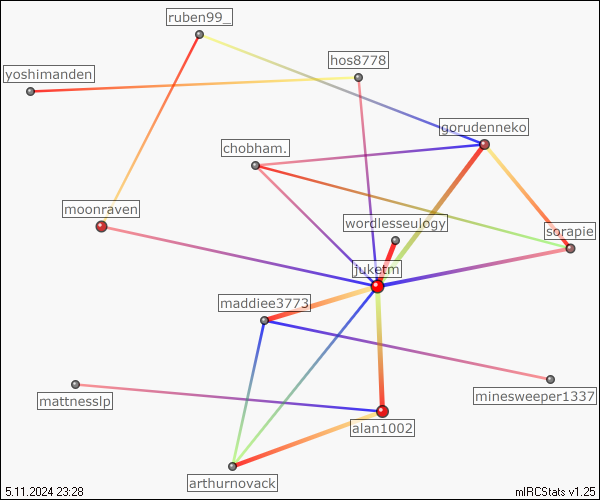 ruben99_
hos8778
yoshimanden
gorudenneko
chobham.
moonraven
wordlesseulogy
sorapie
juketm
maddiee3773
minesweeper1337
mattnesslp
alan1002
arthurnovack
5.11.2024 23:28
mIRCStats v1.25